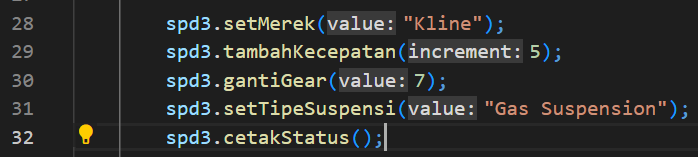 28 spd3.setMerek(value: "Kline");
29 spd3.tambahKecepatan(increment: 5);
30 spd3.gantiGear(value: 7);
31 spd3.setTipeSuspensi(value: "Gas Suspension");
32 spd3.cetakStatus();